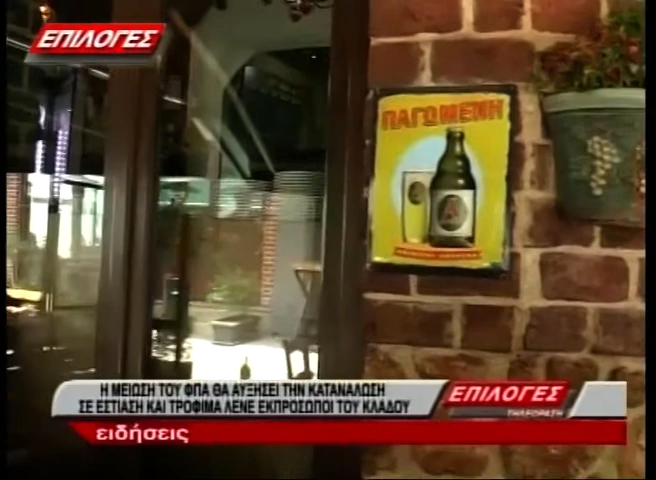 ΕΠΙΛΟΓΕΣ
ΠΑΓΩΜΕΝΗ
Η ΜΕΙΩΣΗ ΤΟΥ ΦΠΑ ΘΑ ΑΥΞΗΣΕΙ ΤΗΝ ΚΑΤΑΝΑΛΩΣΗ
ΣΕ ΕΣΤΙΑΣΗ ΚΑΙ ΤΡΟΦΙΜΑ ΛΕΝΕ ΕΚΠΡΟΣΩΠΟΙ ΤΟΥ ΚΛΑΔΟΥ
ΕΠΙΛΟΓΕΣ
ΤΗΛΕΟΡΑΣΗ
ειδήσεις